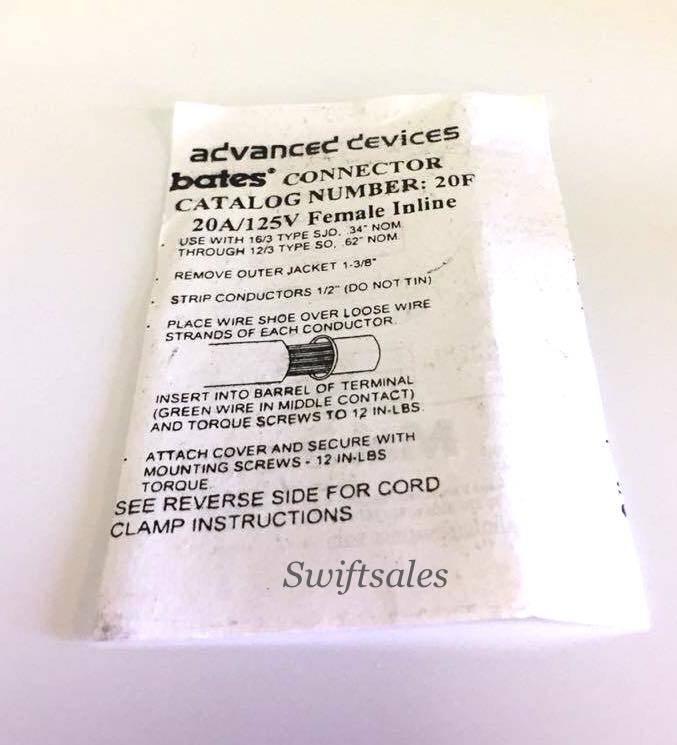 advanced devices
bates® CONNECTOR
CATALOG NUMBER: 20F
20A/125V Female Inline
USE WITH 16/3 TYPE SJO, .34" NOM.
THROUGH 12/3 TYPE SO, .62" NOM.
REMOVE OUTER JACKET 1-3/8"
STRIP CONDUCTORS 1/2" (DO NOT TIN)
PLACE WIRE SHOE OVER LOOSE WIRE
STRANDS OF EACH CONDUCTOR.
INSERT INTO BARREL OF TERMINAL
(GREEN WIRE IN MIDDLE CONTACT)
AND TORQUE SCREWS TO 12 IN-LBS.
ATTACH COVER AND SECURE WITH
MOUNTING SCREWS - 12 IN-LBS
TORQUE.
SEE REVERSE SIDE FOR CORD
CLAMP INSTRUCTIONS
Swiftsales